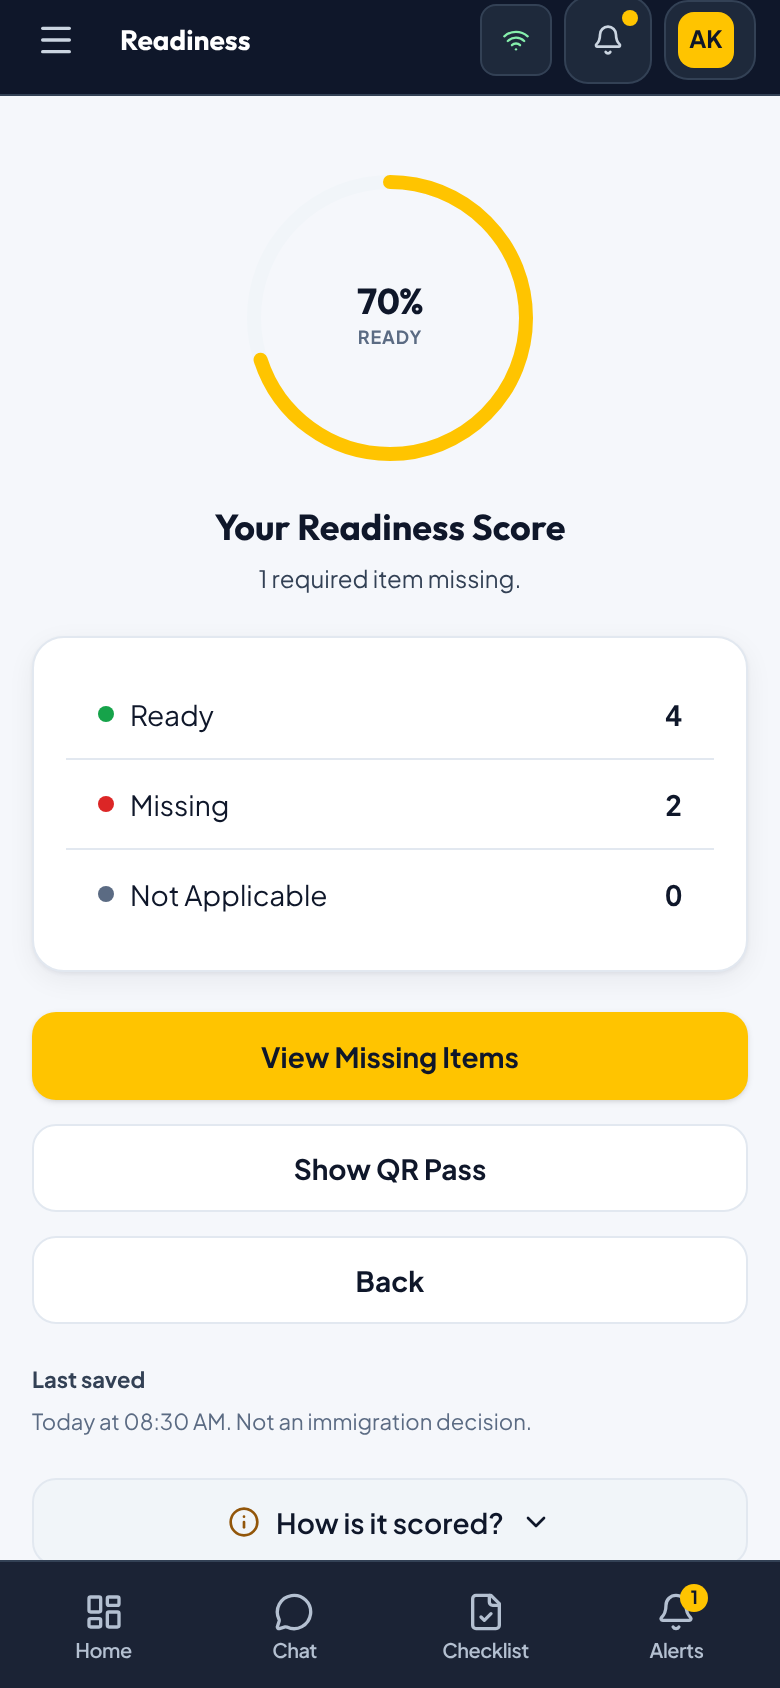 Readiness
AK
70%
READY
Your Readiness Score
1 required item missing.
Ready 4
Missing 2
Not Applicable 0
View Missing Items
Show QR Pass
Back
Last saved
Today at 08:30 AM. Not an immigration decision.
How is it scored?
1
Home Chat Checklist Alerts